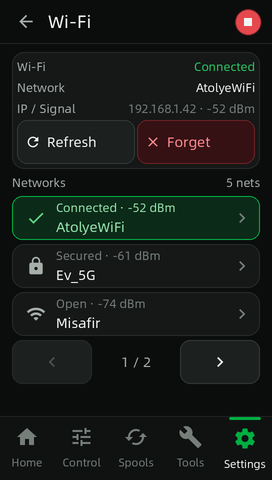 Wi-Fi
Wi-Fi Connected
Network AtolyeWiFi
IP / Signal 192.168.1.42 · -52 dBm
Refresh Forget
Networks 5 nets
Connected · -52 dBm
AtolyeWiFi
Secured · -61 dBm
Ev_5G
Open · -74 dBm
Misafir
1 / 2
Home Control Spools Tools Settings